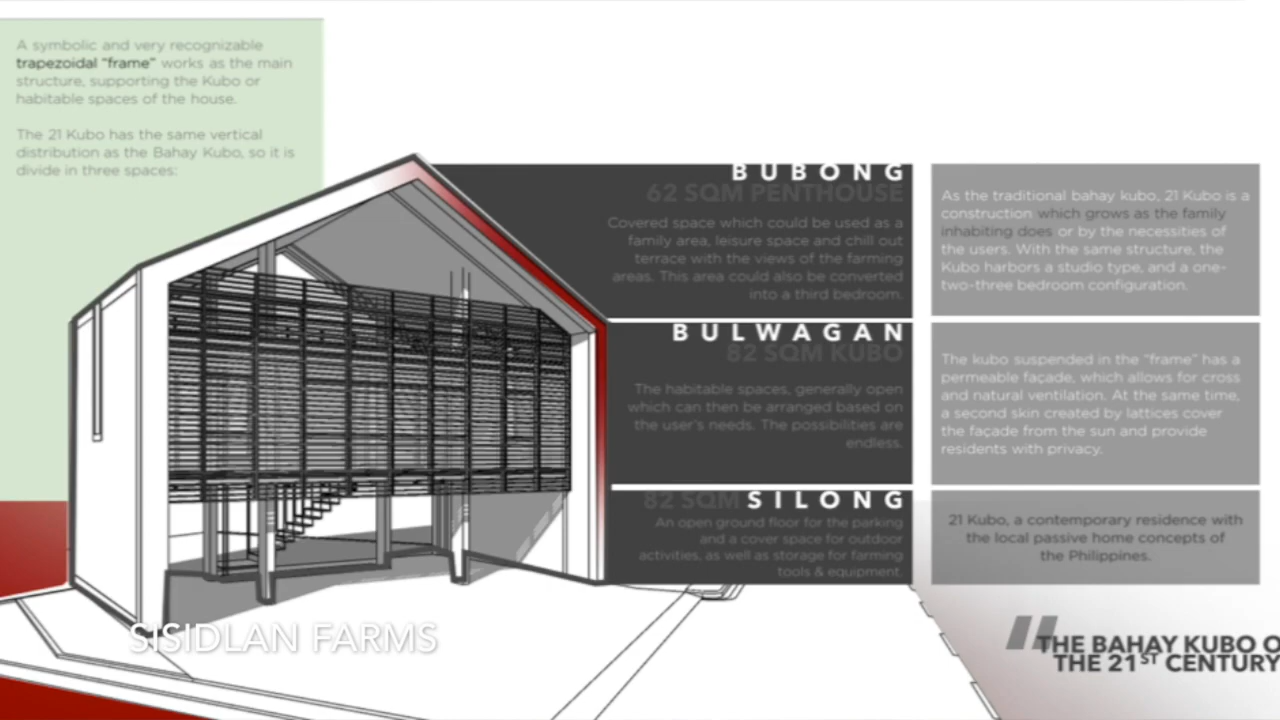 A symbolic and very recognizable
trapezoidal "frame" works as the main
structure, supporting the Kubo or
habitable spaces of the house.
The 21 Kubo has the same vertical
distribution as the Bahay Kubo, so it is
divide in three spaces:
BUBONG
62 SQM PENTHOUSE
Covered space which could be used as a
family area, leisure space and chill out
terrace with the views of the farming
areas. This area could also be converted
into a third bedroom.
BULWAGAN
82 SQM KUBO
The habitable spaces, generally open
which can then be arranged based on
the user's needs. The possibilities are
endless.
82 SQM SILONG
An open ground floor for the parking
and a cover space for outdoor
activities, as well as storage for farming
tools & equipment.
As the traditional bahay kubo, 21 Kubo is a
construction which grows as the family
inhabiting does or by the necessities of
the users. With the same structure, the
Kubo harbors a studio type, and a one-
two-three bedroom configuration.
The kubo suspended in the "frame" has a
permeable façade, which allows for cross
and natural ventilation. At the same time,
a second skin created by lattices cover
the façade from the sun and provide
residents with privacy.
21 Kubo, a contemporary residence with
the local passive home concepts of
the Philippines.
SISIDLAN FARMS
"THE BAHAY KUBO O
THE 21ST CENTURY